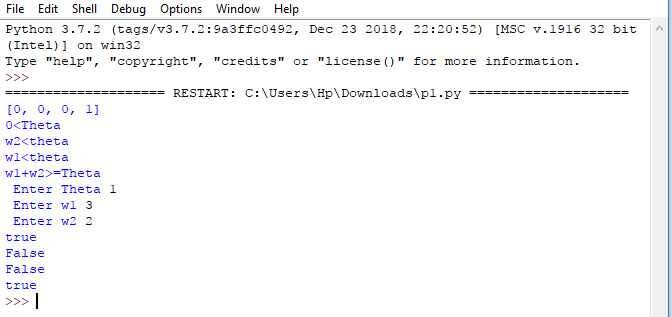 File Edit Shell Debug Options Window Help
Python 3.7.2 (tags/v3.7.2:9a3ffc0492, Dec 23 2018, 22:20:52) [MSC v.1916 32 bit
(Intel)] on win32
Type "help", "copyright", "credits" or "license()" for more information.
>>>
==================== RESTART: C:\Users\Hp\Downloads\p1.py ====================
[0, 0, 0, 1]
0<Theta
w2<theta
w1<theta
w1+w2>=Theta
Enter Theta 1
Enter w1 3
Enter w2 2
true
False
False
true
>>>